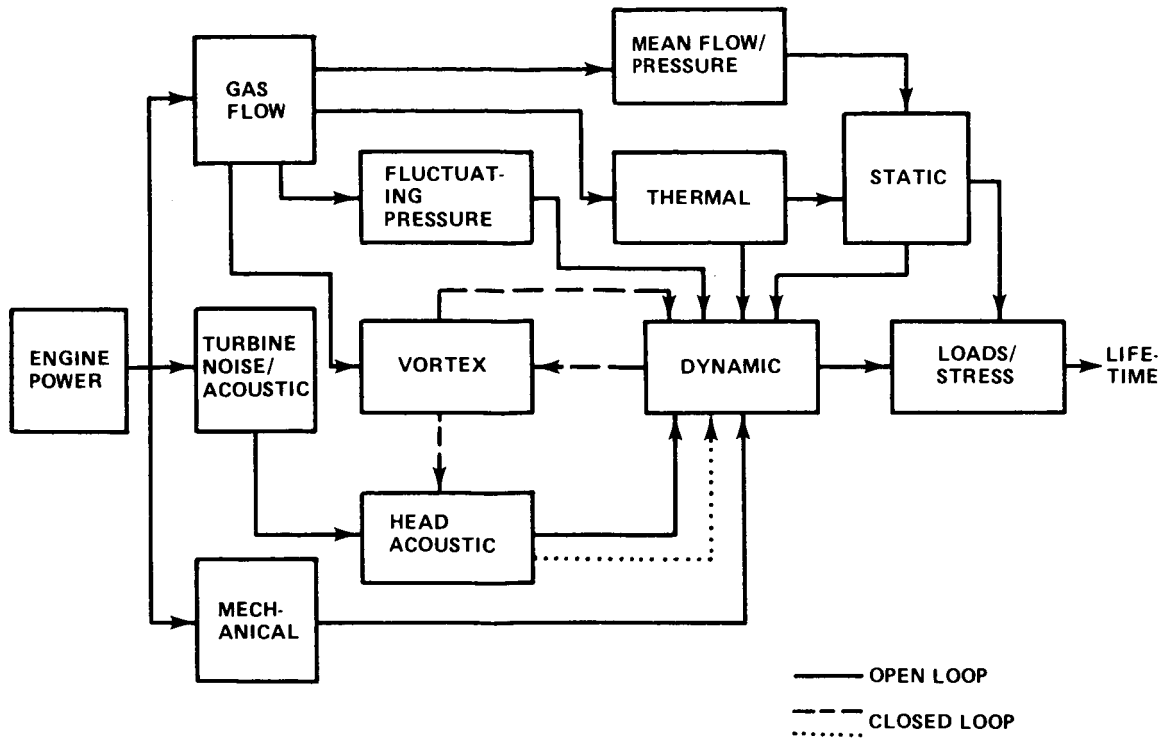 MEAN FLOW/
PRESSURE
GAS
FLOW
FLUCTUAT-
ING
PRESSURE
THERMAL
STATIC
ENGINE
POWER
TURBINE
NOISE/
ACOUSTIC
VORTEX
DYNAMIC
LOADS/
STRESS
LIFE-
TIME
HEAD
ACOUSTIC
MECH-
ANICAL
OPEN LOOP
CLOSED LOOP